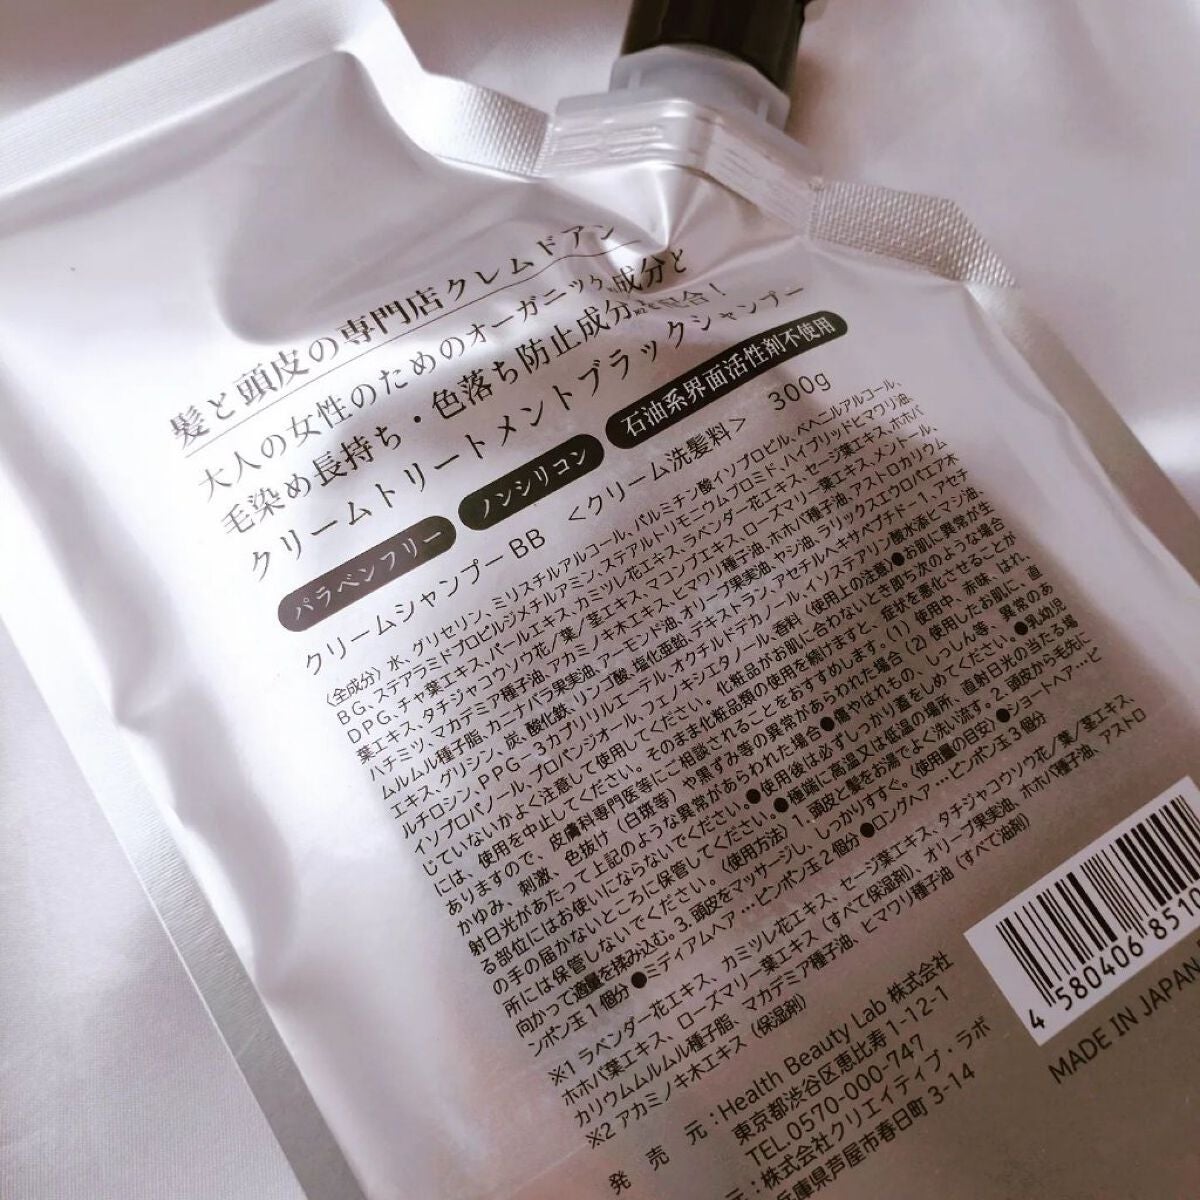 髪と頭皮の専門店クレムドアン
大人の女性のためのオーガニック成分と
毛染め長持ち・色落ち防止成分配合！
クリームトリートメントブラックシャンプー
パラベンフリー ノンシリコン 石油系界面活性剤不使用
クリームシャンプーBB ＜クリーム洗髪料＞ 300g
〈全成分〉水、グリセリン、ミリスチルアルコール、パルミチン酸イソプロピル、ベヘニルアルコール、
BG、ステアラミドプロピルジメチルアミン、ステアルトリモニウムブロミド、ハイブリッドヒマワリ油、
DPG、チャ葉エキス、パールエキス、カミツレ花エキス、ラベンダー花エキス、セージ葉エキス、ホホバ
葉エキス、タチジャコウソウ花／葉／茎エキス、マコンブエキス、ローズマリー葉エキス、メントール、
ハチミツ、マカデミア種子油、アカミノキ木エキス、ヒマワリ種子油、ホホバ種子油、アストロカリウム
ムルムル種子脂、カニナバラ果実油、アーモンド油、オリーブ果実油、ヤシ油、ラリックスエウロパエア木
エキス、グリシン、炭、酸化鉄、リンゴ酸、塩化亜鉛、デキストラン、アセチルヘキサペプチド－1、アセチ
ルチロシン、PPG－3カプリリルエーテル、オクチルドデカノール、イソステアリン酸水添ヒマシ油、
イソプロパノール、プロパンジオール、フェノキシエタノール、香料 〈使用上の注意〉●お肌に異常が生
じていないかよく注意して使用してください。化粧品がお肌に合わないとき即ち次のような場合
には、使用を中止してください。そのまま化粧品類の使用を続けますと、症状を悪化させることが
ありますので、皮膚科専門医等にご相談されることをおすすめします。（1）使用中、赤味、はれ、
かゆみ、刺激、色抜け（白斑等）や黒ずみ等の異常があらわれた場合（2）使用したお肌に、直
射日光があたって上記のような異常があらわれた場合●傷やはれもの、しっしん等、異常のあ
る部位にはお使いにならないでください。●使用後は必ずしっかり蓋をしめてください。●乳幼児
の手の届かないところに保管してください。●極端に高温又は低温の場所、直射日光の当たる場
所には保管しないでください。〈使用方法〉1. 頭皮と髪をお湯でよく洗い流す。2. 頭皮から毛先に
向かって適量を揉み込む。3. 頭皮をマッサージし、しっかりすすぐ。〈使用量の目安〉●ショートヘア…ピ
ンポン玉1個分 ●ミディアムヘア …ピンポン玉2個分 ●ロングヘア …ピンポン玉3個分
※1 ラベンダー花エキス、カミツレ花エキス、セージ葉エキス、タチジャコウソウ花／葉／茎エキス、
ホホバ葉エキス、ローズマリー葉エキス（すべて保湿剤）、オリーブ果実油、ホホバ種子油、アストロ
カリウムムルムル種子脂、マカデミア種子油、ヒマワリ種子油（すべて油剤）
※2 アカミノキ木エキス（保湿剤）
発 売 元：Health Beauty Lab 株式会社
東京都渋谷区恵比寿1-12-1
TEL.0570-000-747
：株式会社クリエイティブ・ラボ
兵庫県芦屋市春日町3-14
4 580406 851
MADE IN JAPAN